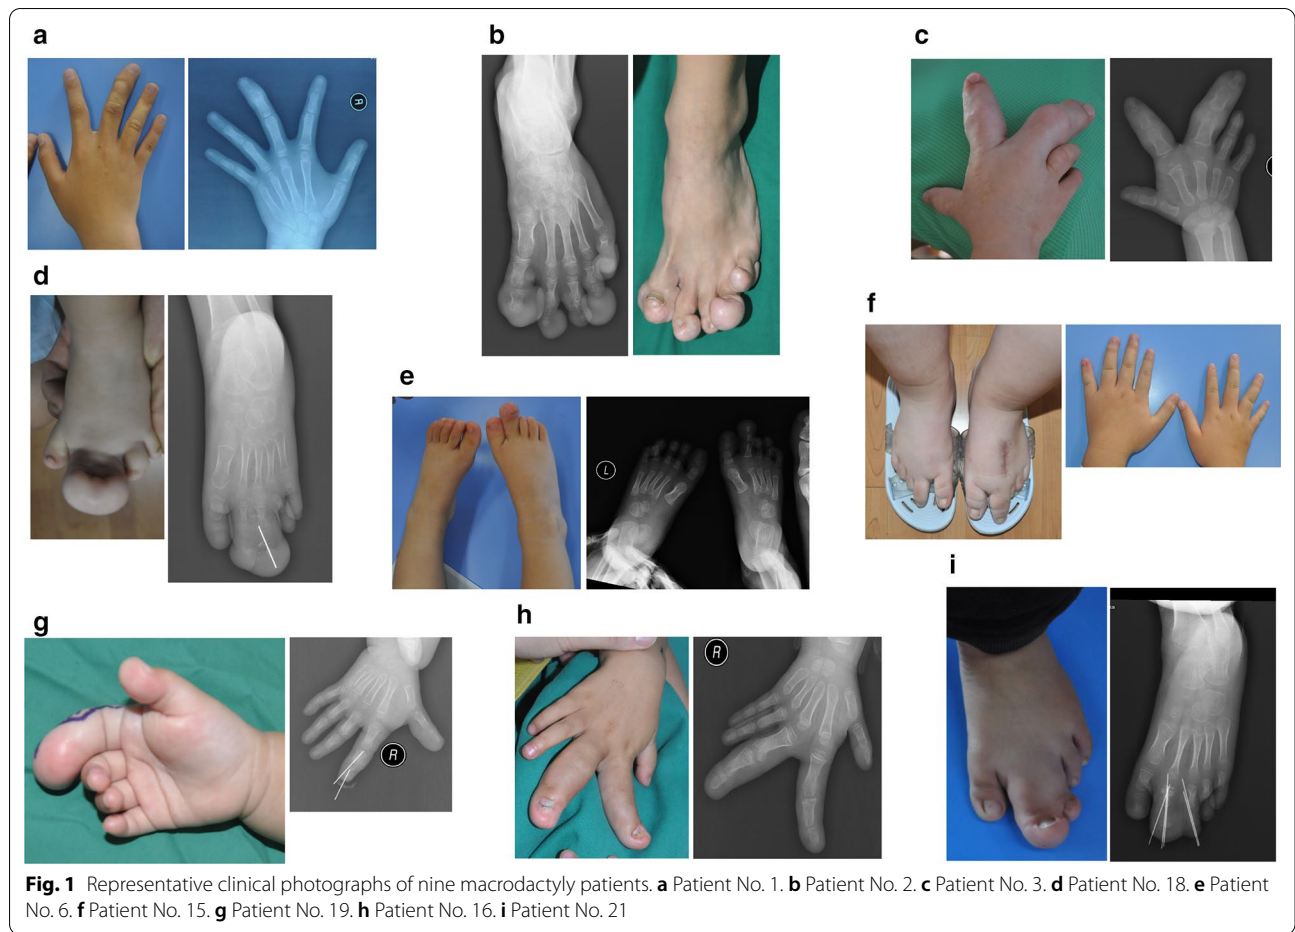 a
b
c
R
d
f
e
L
i
g
h
R
R
Fig. 1 Representative clinical photographs of nine macrodactyly patients. a Patient No. 1. b Patient No. 2. c Patient No. 3. d Patient No. 18. e Patient
No. 6. f Patient No. 15. g Patient No. 19. h Patient No. 16. i Patient No. 21